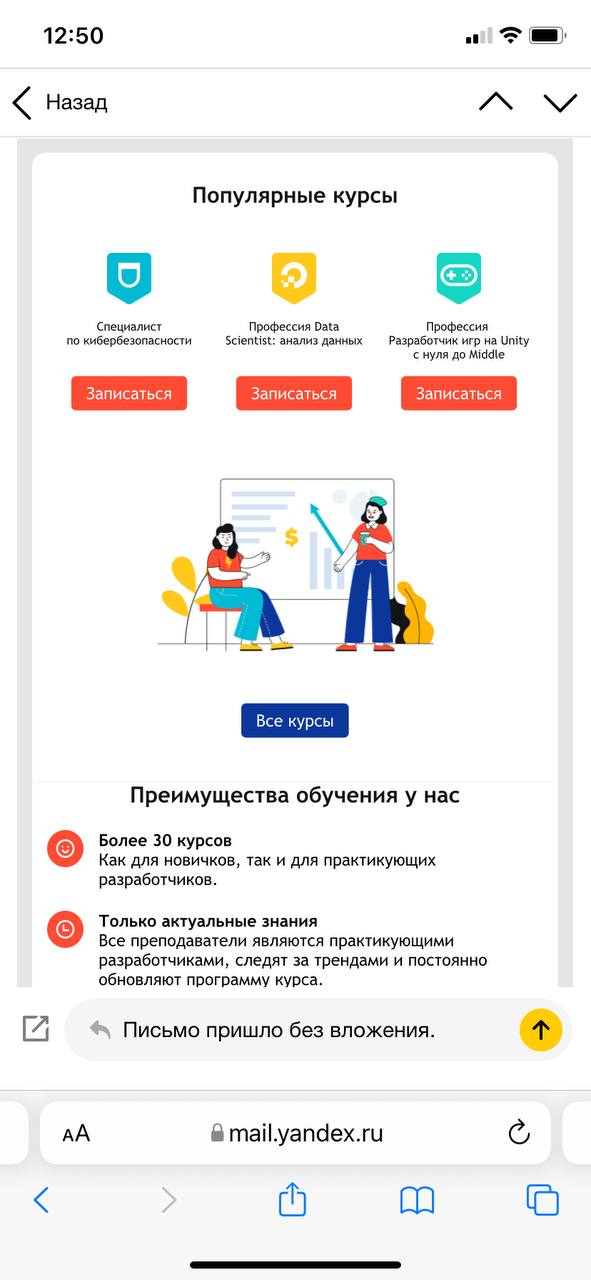 12:50
Назад
Популярные курсы
Специалист
по кибербезопасности
Профессия Data
Scientist: анализ данных
Профессия
Разработчик игр на Unity
с нуля до Middle
Записаться
Записаться
Записаться
$
Все курсы
Преимущества обучения у нас
Более 30 курсов
Как для новичков, так и для практикующих
разработчиков.
Только актуальные знания
Все преподаватели являются практикующими
разработчиками, следят за трендами и постоянно
обновляют программу курса.
Письмо пришло без вложения.
AA
mail.yandex.ru